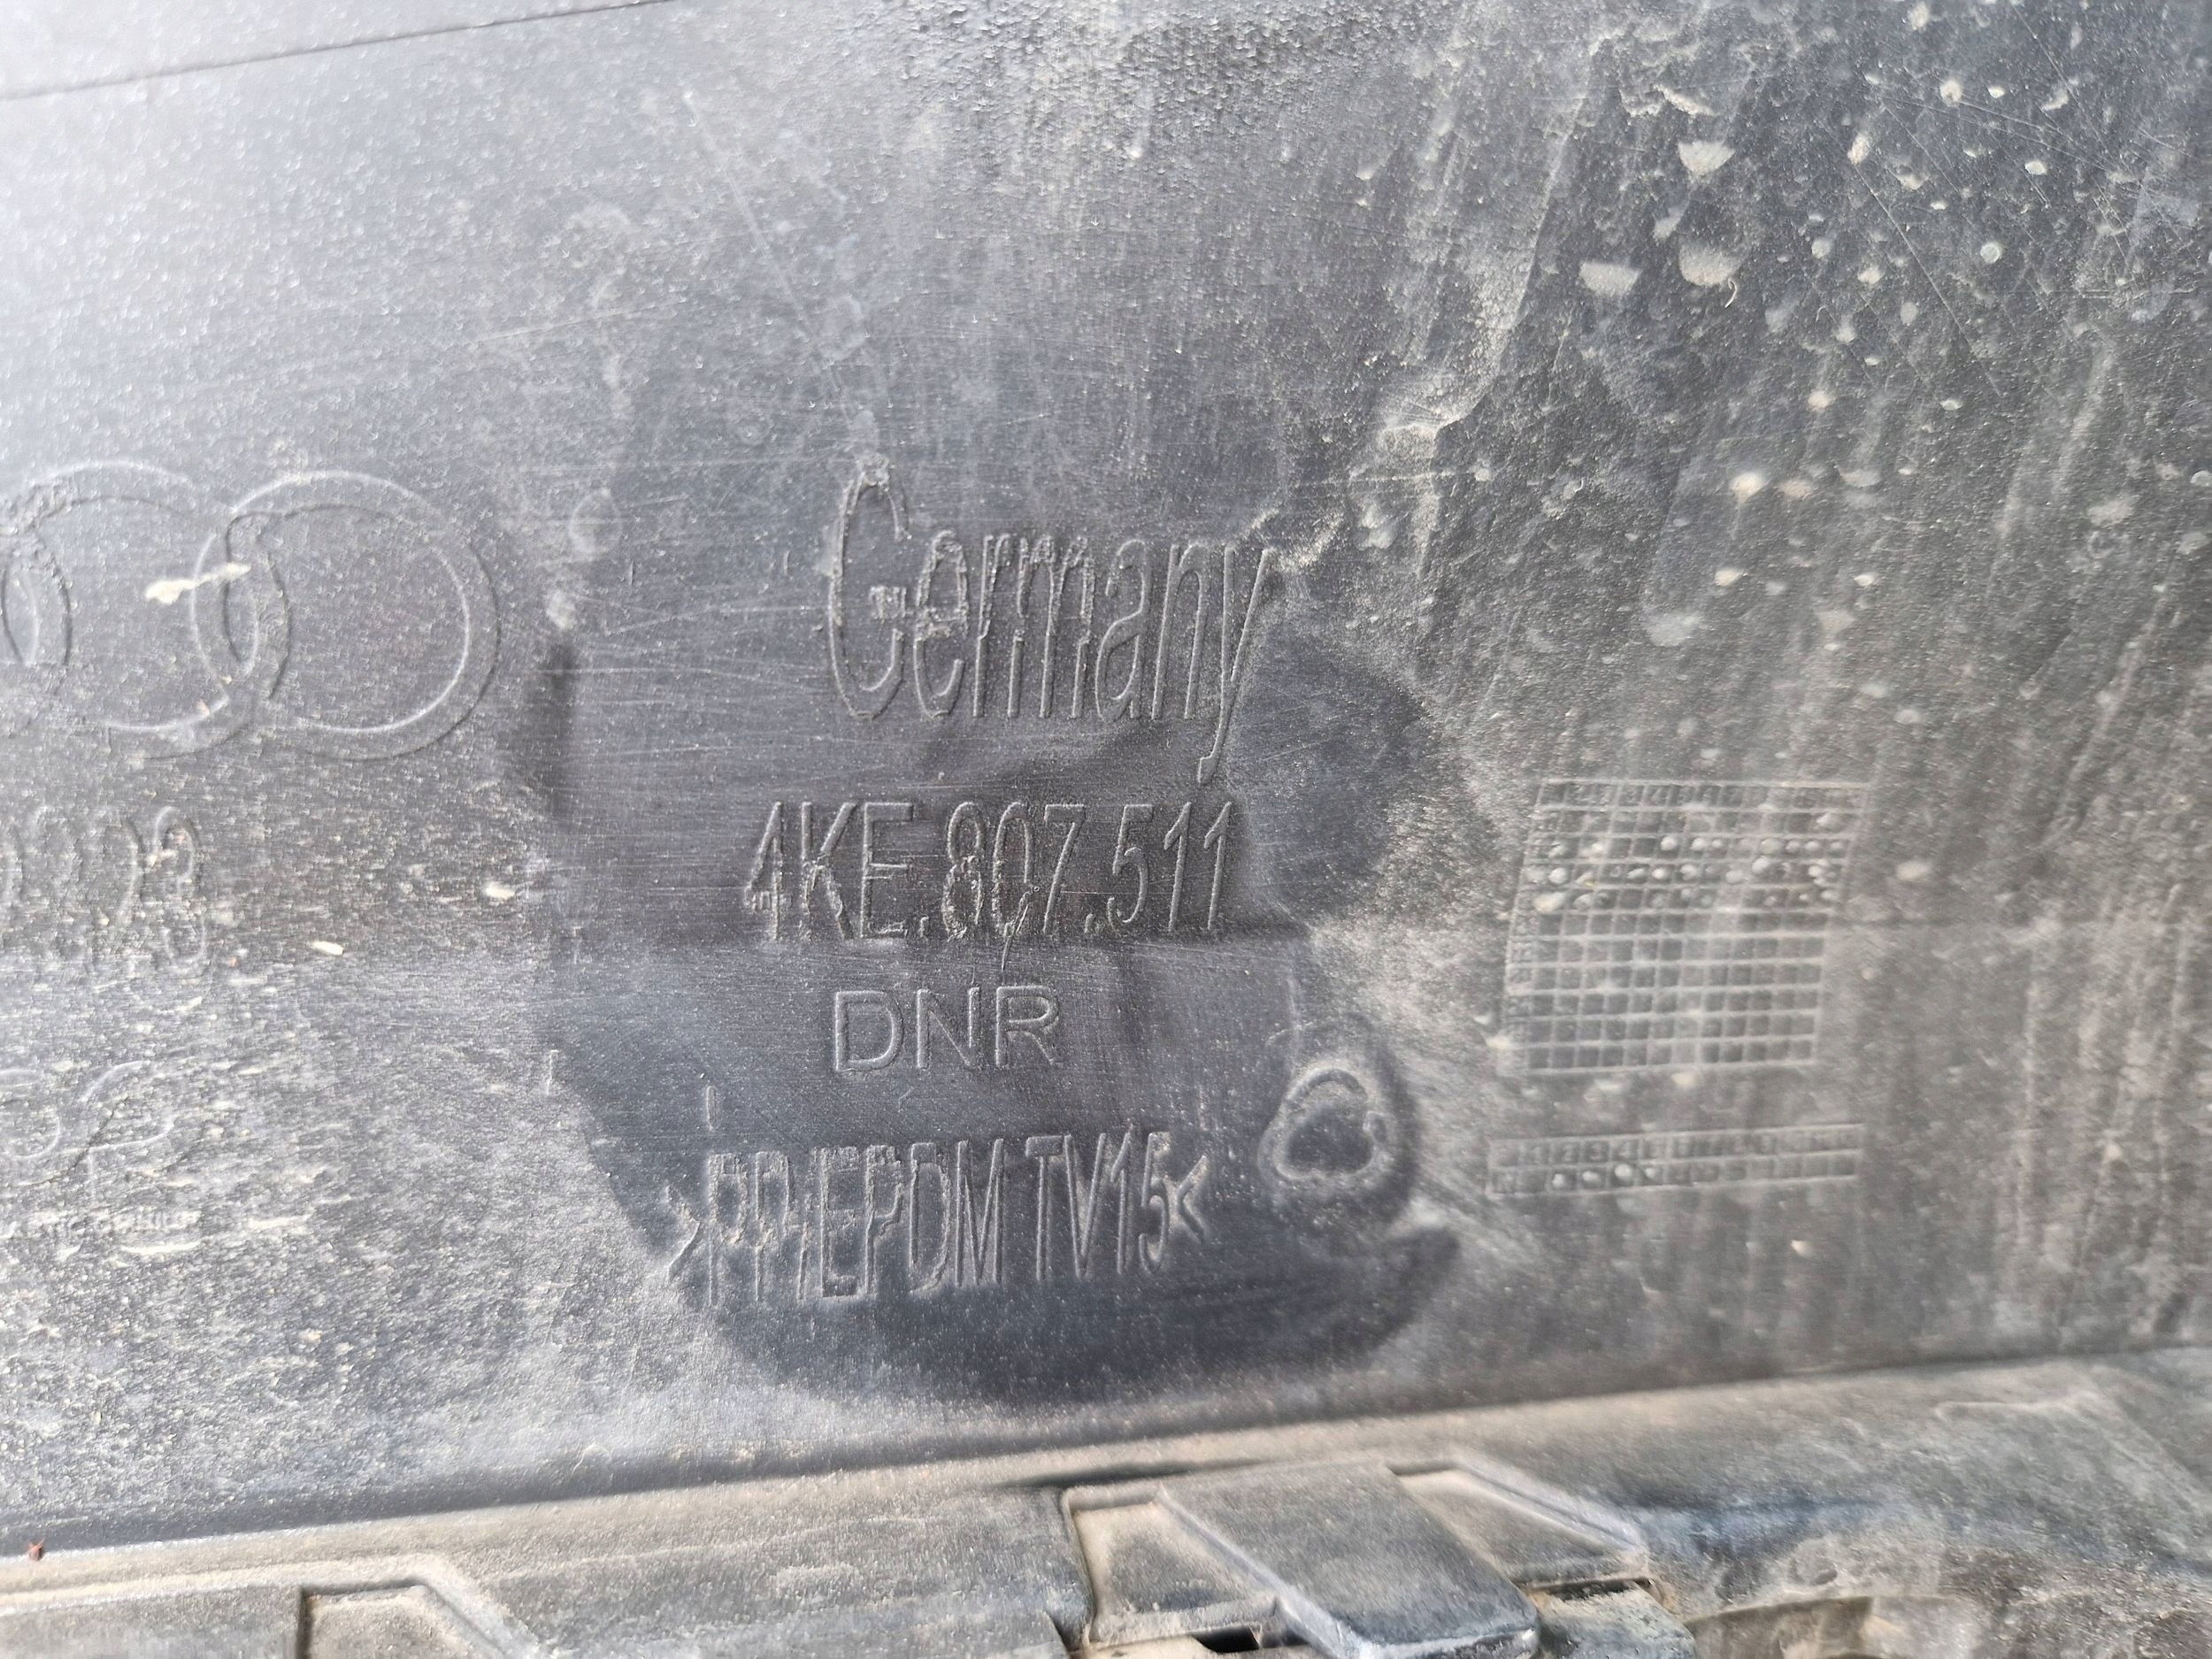 Germany
4KE.807.511
DNR
>PP/EPDM TV15<